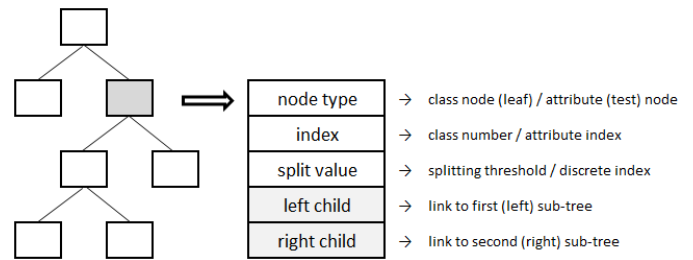 node type → class node (leaf) / attribute (test) node
index → class number / attribute index
split value → splitting threshold / discrete index
left child → link to first (left) sub-tree
right child → link to second (right) sub-tree